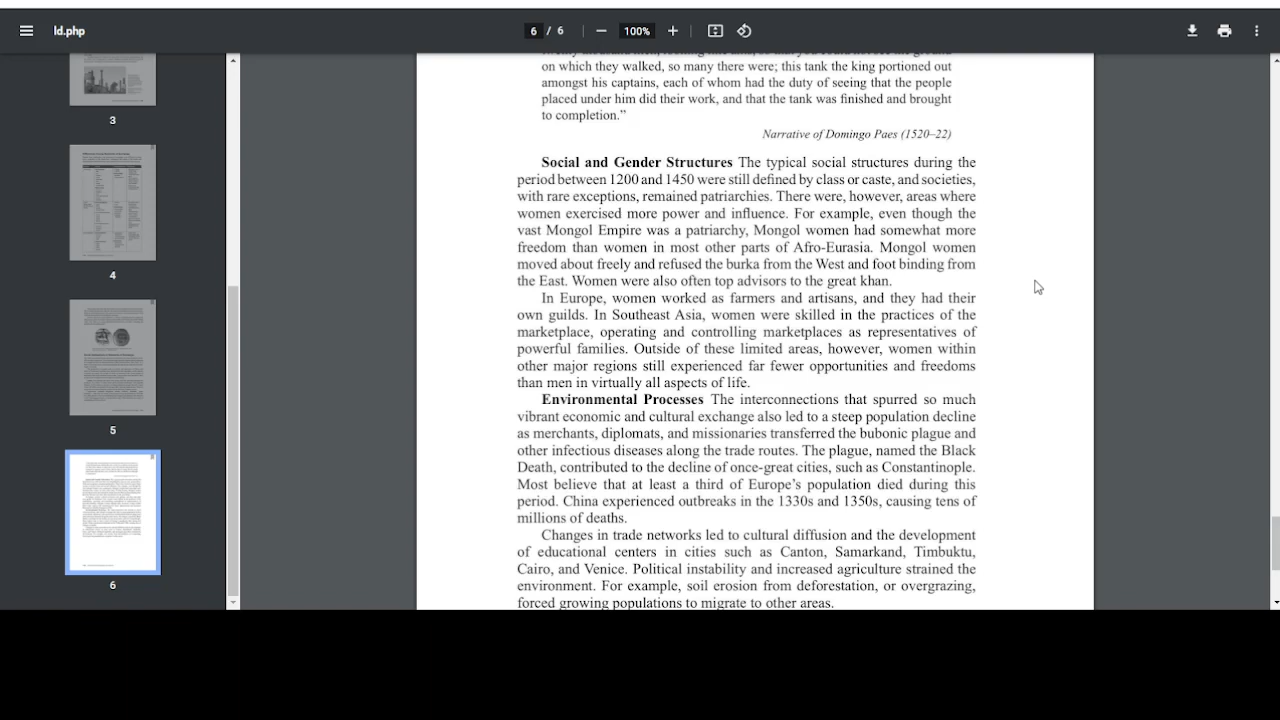 ld.php
6 / 6
100%
on which they walked, so many there were; this tank the king portioned out
amongst his captains, each of whom had the duty of seeing that the people
placed under him did their work, and that the tank was finished and brought
to completion.”
Narrative of Domingo Paes (1520–22)
Social and Gender Structures The typical social structures during the
period between 1200 and 1450 were still defined by class or caste, and societies,
with rare exceptions, remained patriarchies. There were, however, areas where
women exercised more power and influence. For example, even though the
vast Mongol Empire was a patriarchy, Mongol women had somewhat more
freedom than women in most other parts of Afro-Eurasia. Mongol women
moved about freely and refused the burka from the West and foot binding from
the East. Women were also often top advisors to the great khan.
In Europe, women worked as farmers and artisans, and they had their
own guilds. In Southeast Asia, women were skilled in the practices of the
marketplace, operating and controlling marketplaces as representatives of
powerful families. Outside of these limited areas, however, women within
other major regions still experienced far fewer opportunities and freedoms
than men in virtually all aspects of life.
Environmental Processes The interconnections that spurred so much
vibrant economic and cultural exchange also led to a steep population decline
as merchants, diplomats, and missionaries transferred the bubonic plague and
other infectious diseases along the trade routes. The plague, named the Black
Death, contributed to the decline of once-great cities, such as Constantinople.
Most believe that at least a third of Europe’s population died during this
period. China experienced outbreaks in the 1330s and 1350s, causing tens of
millions of deaths.
Changes in trade networks led to cultural diffusion and the development
of educational centers in cities such as Canton, Samarkand, Timbuktu,
Cairo, and Venice. Political instability and increased agriculture strained the
environment. For example, soil erosion from deforestation, or overgrazing,
forced growing populations to migrate to other areas.
3
4
5
6